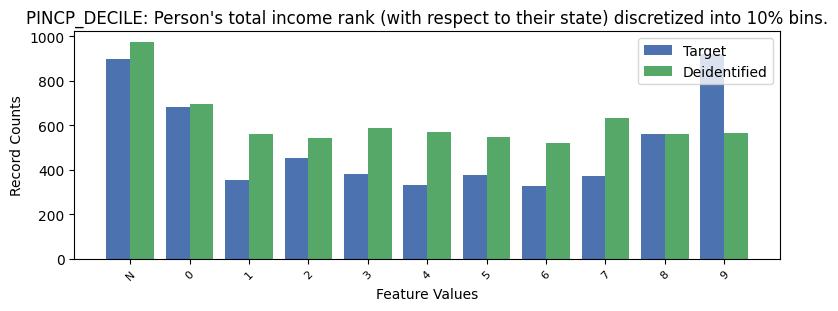 PINCP_DECILE: Person's total income rank (with respect to their state) discretized into 10% bins.
1000
800
600
400
200
0
Record Counts
Target
Deidentified
N 0 1 2 3 4 5 6 7 8 9
Feature Values